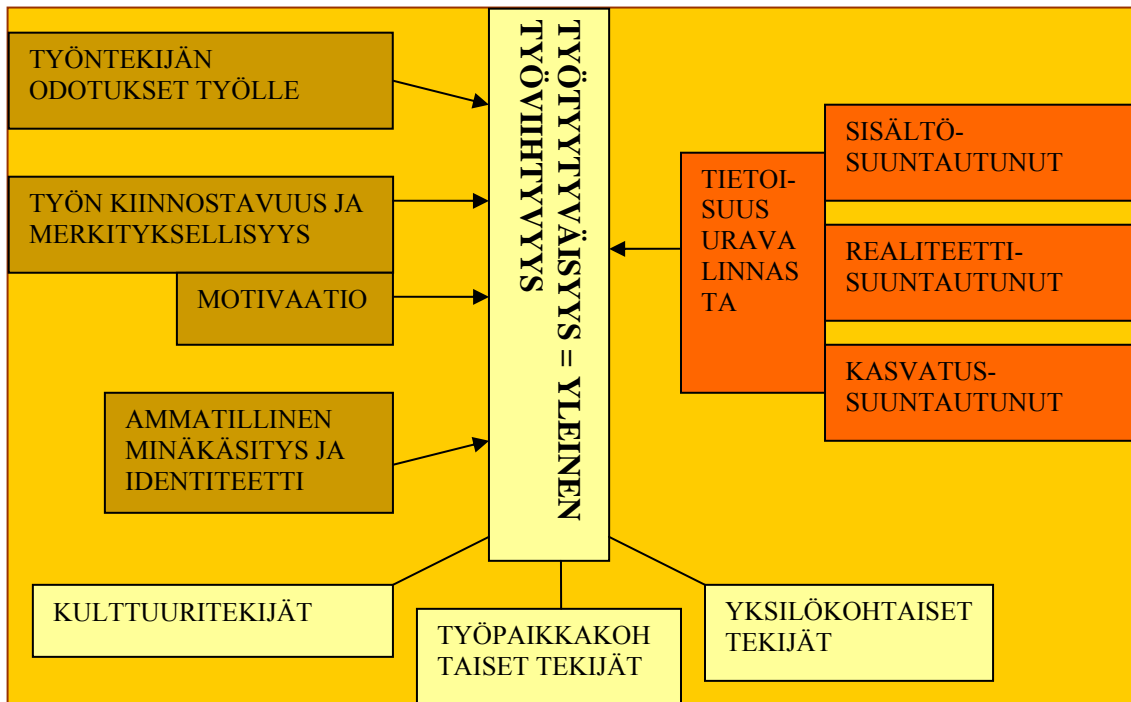 TYÖNTEKIJÄN
ODOTUKSET TYÖLLE
TYÖN KIINNOSTAVUUS JA
MERKITYKSELLISYYS
MOTIVAATIO
AMMATILLINEN
MINÄKÄSITYS JA
IDENTITEETTI
TYÖTYYTYVÄISYYS = YLEINEN
TYÖVIIHTYVYYS
TIETOI-
SUUS
URAVA
LINNAS
TA
SISÄLTÖ-
SUUNTAUTUNUT
REALITEETTI-
SUUNTAUTUNUT
KASVATUS-
SUUNTAUTUNUT
KULTTUURITEKIJÄT
TYÖPAIKKAKOH
TAISET TEKIJÄT
YKSILÖKOHTAISET
TEKIJÄT